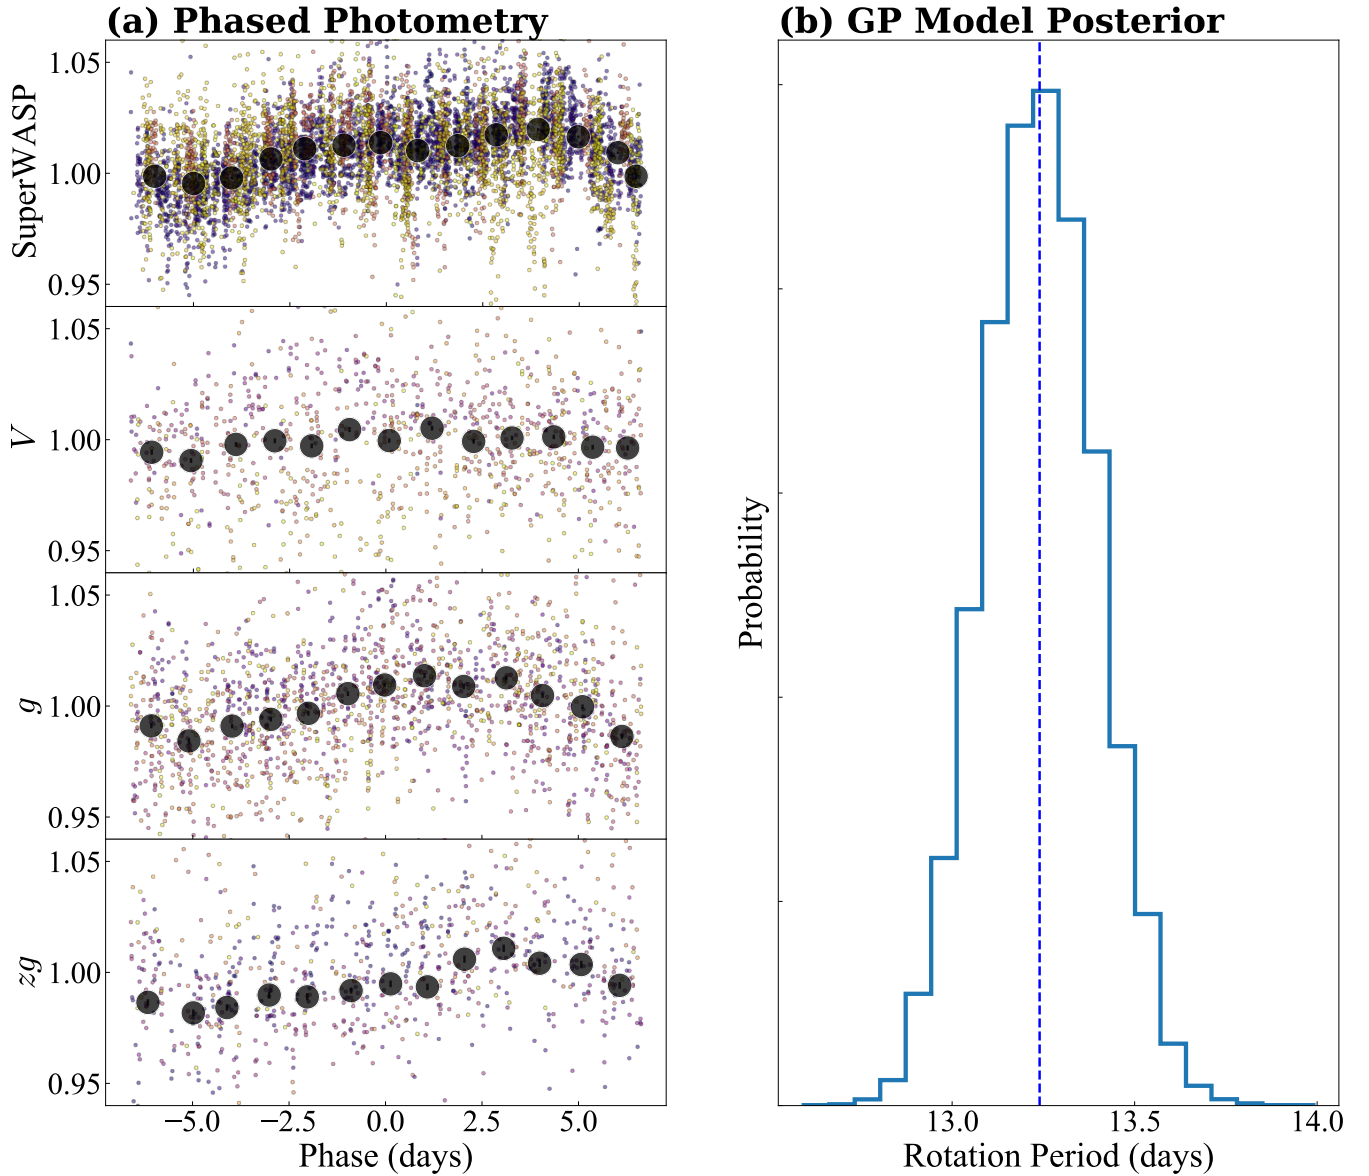 (a) Phased Photometry
SuperWASP
1.05
1.00
0.95
V
1.05
1.00
0.95
g
1.05
1.00
0.95
zg
1.05
1.00
0.95
−5.0 −2.5 0.0 2.5 5.0
Phase (days)
(b) GP Model Posterior
Probability
13.0 13.5 14.0
Rotation Period (days)